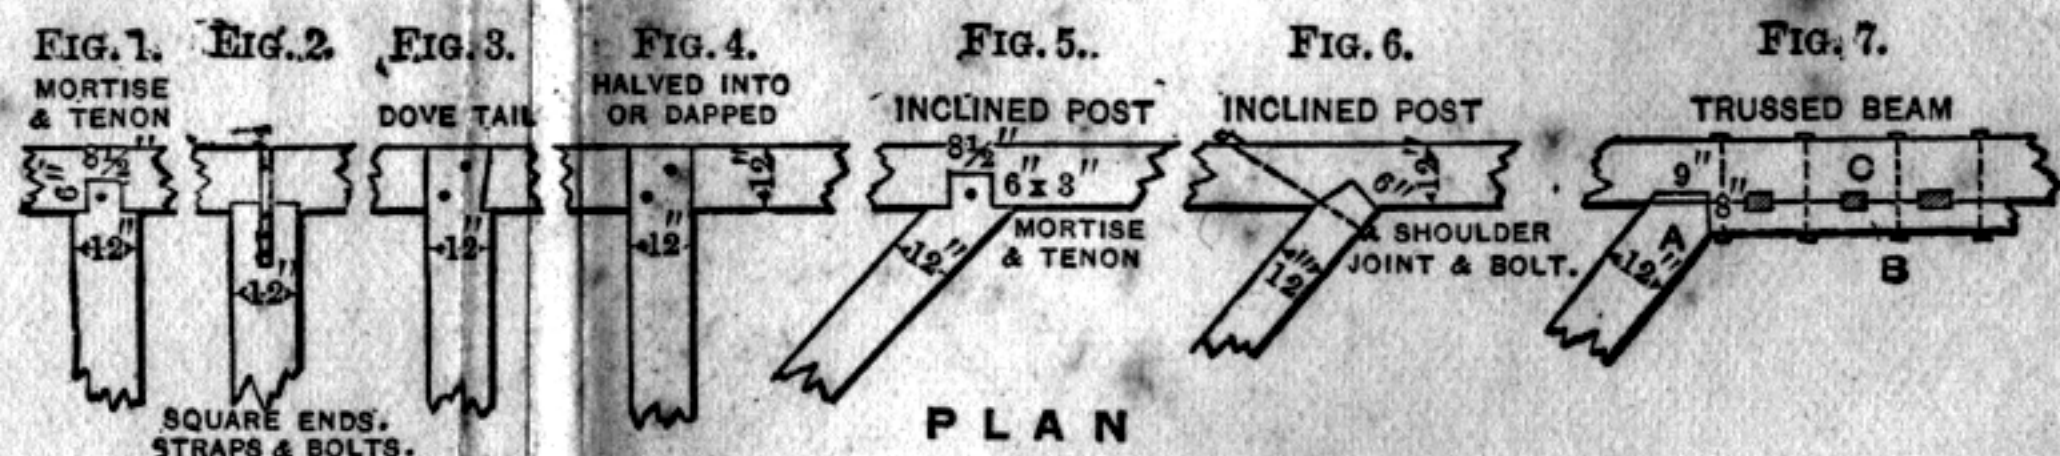 FIG. 1.
MORTISE
& TENON
8½"
6"
12"
FIG. 2.
12"
SQUARE ENDS.
STRAPS & BOLTS.
FIG. 3.
DOVE TAIL
12"
FIG. 4.
HALVED INTO
OR DAPPED
12"
12"
FIG. 5.
INCLINED POST
8½"
6" x 3"
12"
MORTISE
& TENON
FIG. 6.
INCLINED POST
12"
6"
12"
A SHOULDER
JOINT & BOLT.
FIG. 7.
TRUSSED BEAM
9"
C
8"
A
12"
B
PLAN